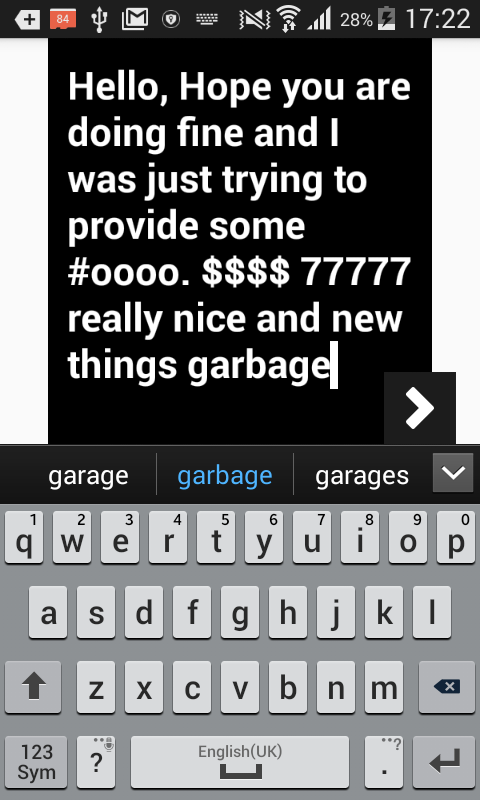 84
28%
17:22
Hello, Hope you are
doing fine and I
was just trying to
provide some
#oooo. $$$$ 77777
really nice and new
things garbage
garage garbage garages
1 2 3 4 5 6 7 8 9 0
q w e r t y u i o p
a s d f g h j k l
z x c v b n m
123
Sym
?
English(UK)
. ?